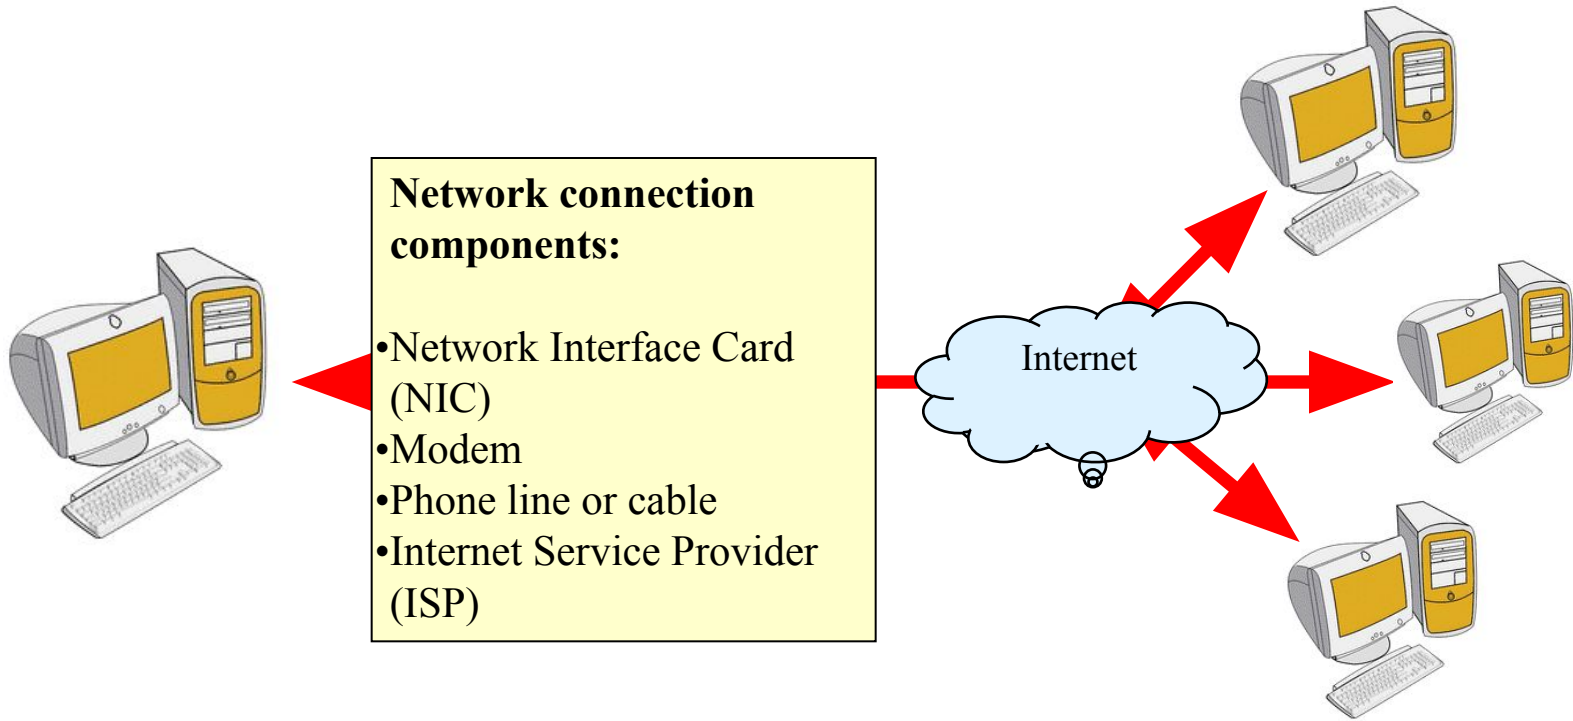 Network connection
components:
•Network Interface Card
(NIC)
•Modem
•Phone line or cable
•Internet Service Provider
(ISP)
Internet